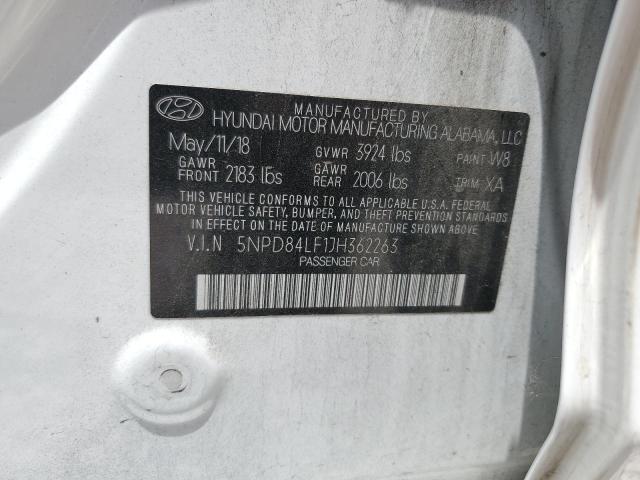 MANUFACTURED BY
HYUNDAI MOTOR MANUFACTURING ALABAMA, LLC
May/11/18 GVWR 3924 lbs PAINT W8
GAWR FRONT 2183 lbs GAWR REAR 2006 lbs TRIM XA
THIS VEHICLE CONFORMS TO ALL APPLICABLE U.S.A. FEDERAL
MOTOR VEHICLE SAFETY, BUMPER, AND THEFT PREVENTION STANDARDS
IN EFFECT ON THE DATE OF MANUFACTURE SHOWN ABOVE.
V.I.N 5NPD84LF1JH362263
PASSENGER CAR